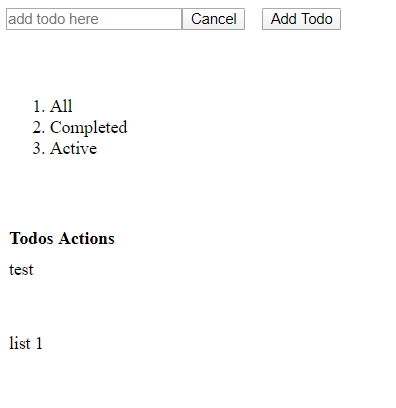 add todo here Cancel Add Todo
1. All
2. Completed
3. Active
Todos Actions
test
list 1